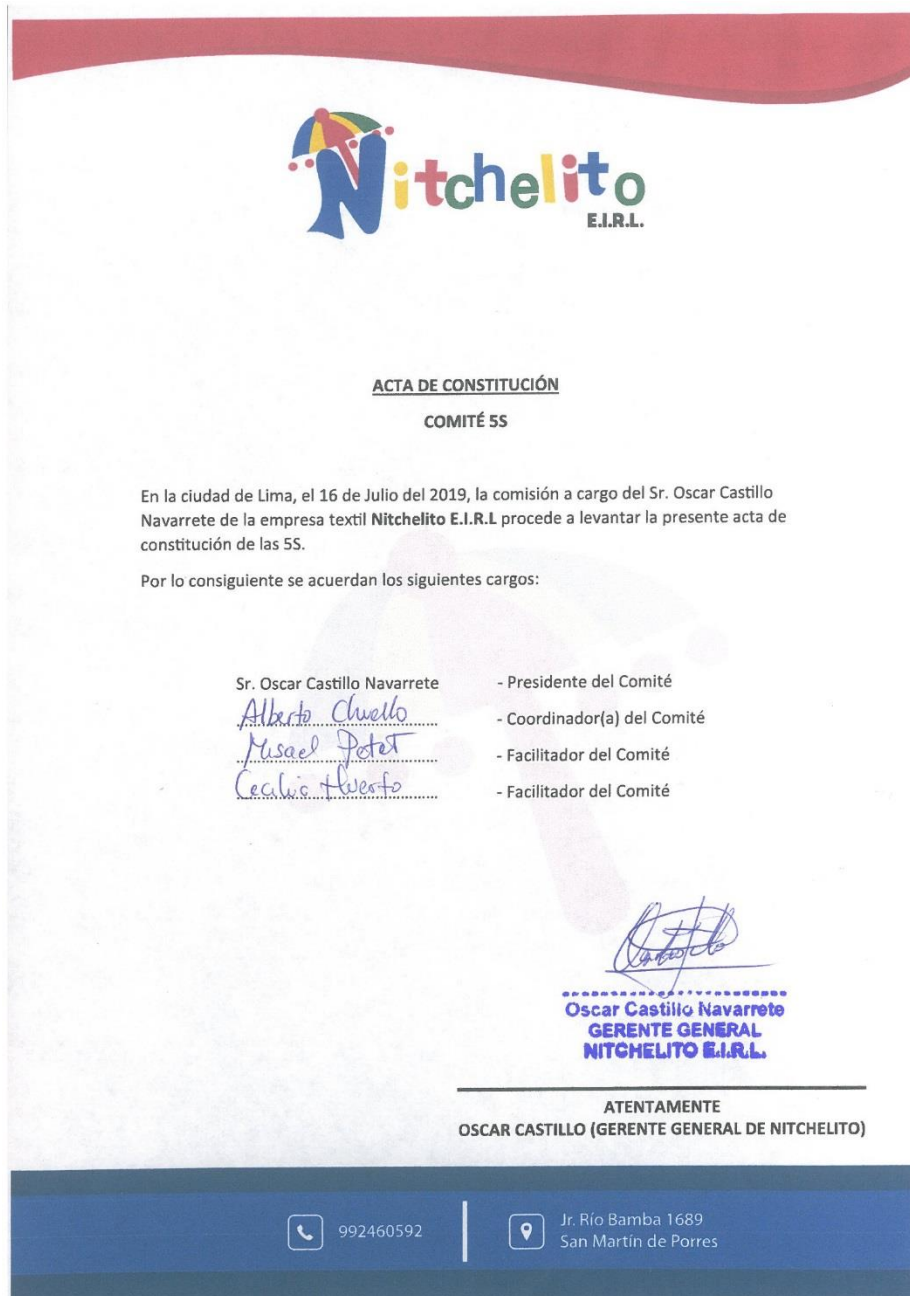 Nitchelito
E.I.R.L.
ACTA DE CONSTITUCIÓN
COMITÉ 5S
En la ciudad de Lima, el 16 de Julio del 2019, la comisión a cargo del Sr. Oscar Castillo
Navarrete de la empresa textil Nitchelito E.I.R.L procede a levantar la presente acta de
constitución de las 5S.
Por lo consiguiente se acuerdan los siguientes cargos:
Sr. Oscar Castillo Navarrete - Presidente del Comité
Alberto - Coordinador(a) del Comité
Misael - Facilitador del Comité
Cecilia - Facilitador del Comité
Oscar Castillo Navarrete
GERENTE GENERAL
NITCHELITO E.I.R.L.
ATENTAMENTE
OSCAR CASTILLO (GERENTE GENERAL DE NITCHELITO)
992460592
Jr. Río Bamba 1689
San Martín de Porres